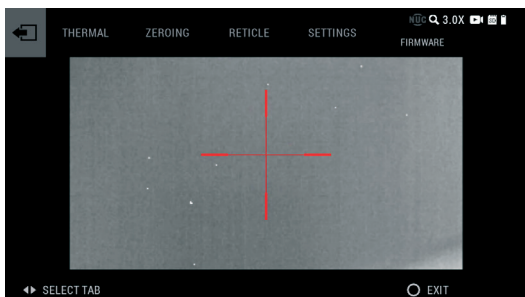 NUC 3.0X
THERMAL ZEROING RETICLE SETTINGS FIRMWARE
SELECT TAB EXIT